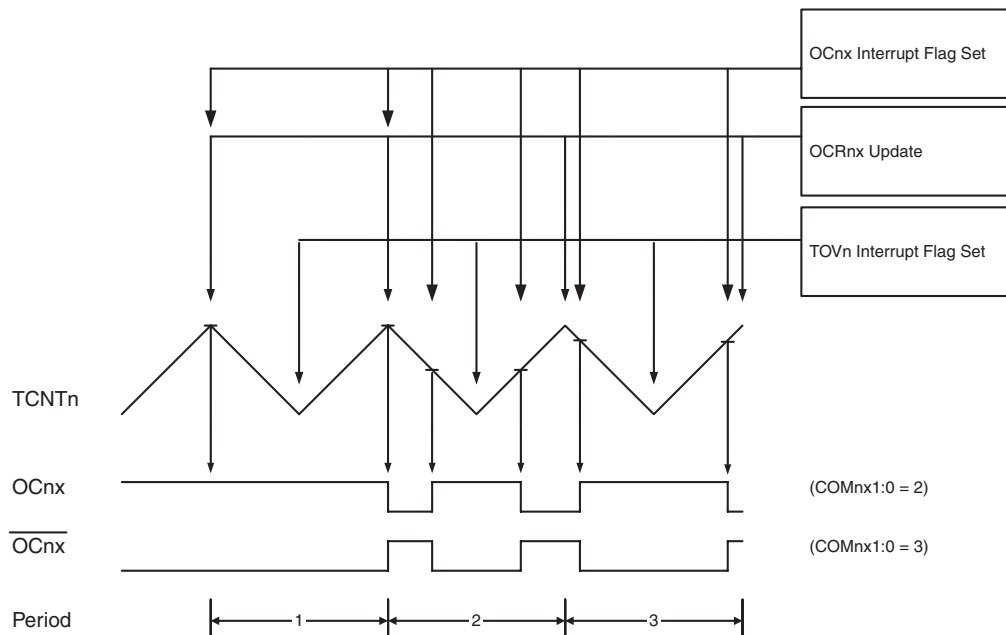 OCnx Interrupt Flag Set
OCRnx Update
TOVn Interrupt Flag Set
TCNTn
OCnx
(COMnx1:0 = 2)
OCnx
(COMnx1:0 = 3)
Period
1
2
3